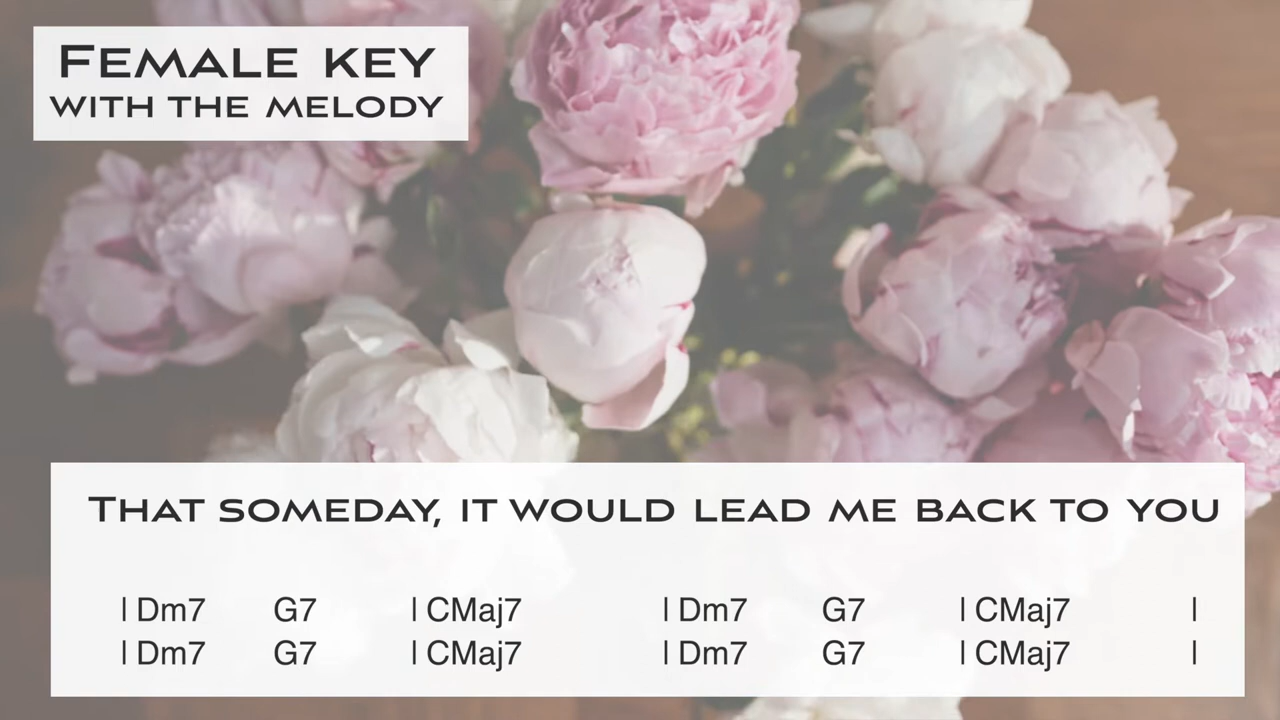 FEMALE KEY
WITH THE MELODY
THAT SOMEDAY, IT WOULD LEAD ME BACK TO YOU
| Dm7 G7 | CMaj7 | Dm7 G7 | CMaj7 |
| Dm7 G7 | CMaj7 | Dm7 G7 | CMaj7 |